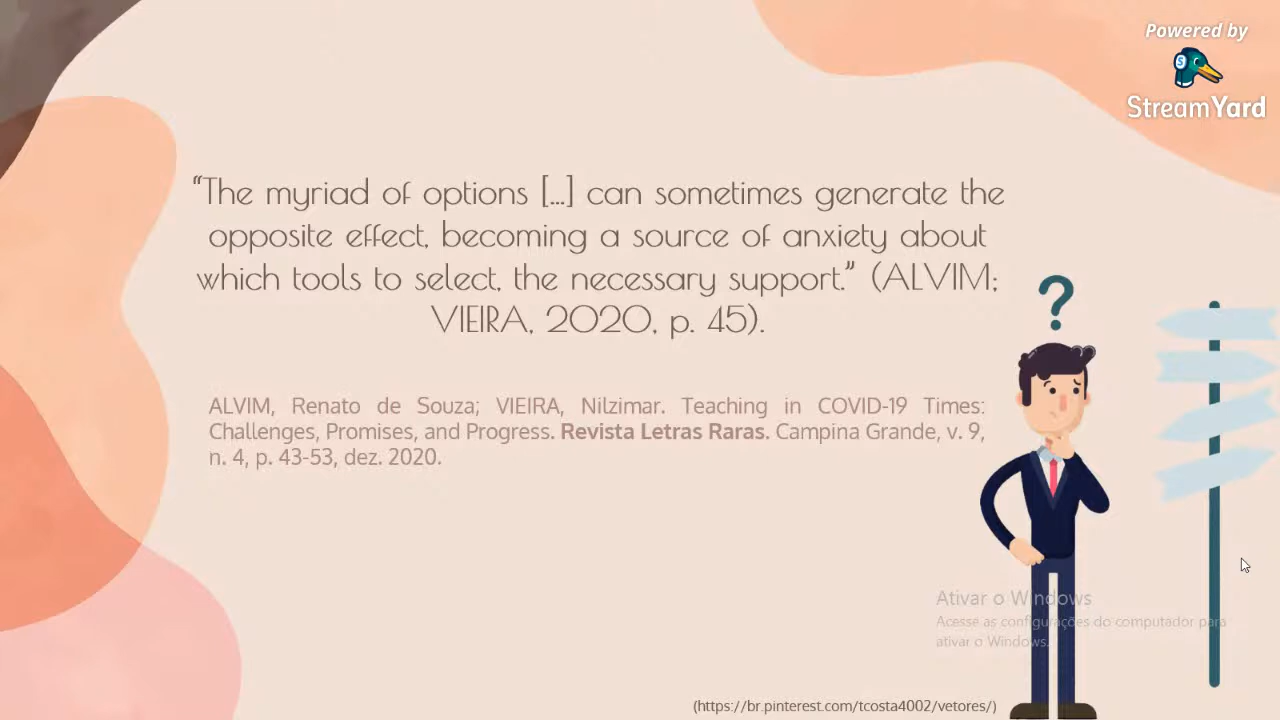 Powered by
StreamYard
“The myriad of options [...] can sometimes generate the
opposite effect, becoming a source of anxiety about
which tools to select, the necessary support.” (ALVIM;
VIEIRA, 2020, p. 45).
?
ALVIM, Renato de Souza; VIEIRA, Nilzimar. Teaching in COVID-19 Times:
Challenges, Promises, and Progress. Revista Letras Raras. Campina Grande, v. 9,
n. 4, p. 43-53, dez. 2020.
Ativar o Windows
Acesse as configurações do computador para
ativar o Windows.
(https://br.pinterest.com/tcosta4002/vetores/)